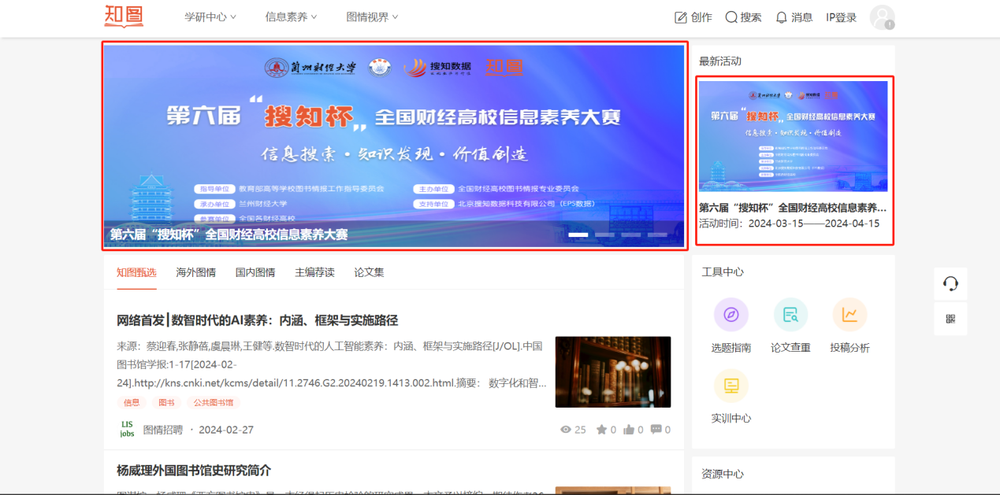 知图
学研中心
信息素养
图情视界
创作
搜索
消息
IP登录
兰州财经大学
搜知数据
知图
第六届“搜知杯”全国财经高校信息素养大赛
信息搜索·知识发现·价值创造
指导单位 教育部高等学校图书情报工作指导委员会
主办单位 全国财经高校图书情报专业委员会
承办单位 兰州财经大学
支持单位 北京搜知数据科技有限公司（EPS数据）
参赛单位 全国各财经高校
第六届“搜知杯”全国财经高校信息素养大赛
最新活动
第六届“搜知杯”全国财经高校信息素养大赛
信息搜索·知识发现·价值创造
第六届“搜知杯”全国财经高校信息素养...
活动时间：2024-03-15——2024-04-15
知图甄选
海外图情
国内图情
主编荐读
论文集
网络首发|数智时代的AI素养：内涵、框架与实施路径
来源：蔡迎春,张静蓓,虞晨琳,王健等.数智时代的人工智能素养：内涵、框架与实施路径[J/OL].中国
图书馆学报:1-17[2024-02-
24].http://kns.cnki.net/kcms/detail/11.2746.G2.20240219.1413.002.html.摘要： 数字化和智...
信息
图书
公共图书馆
LIS
jobs
图情招聘 · 2024-02-27
25
0
0
0
杨威理外国图书馆史研究简介
工具中心
选题指南
论文查重
投稿分析
实训中心
资源中心